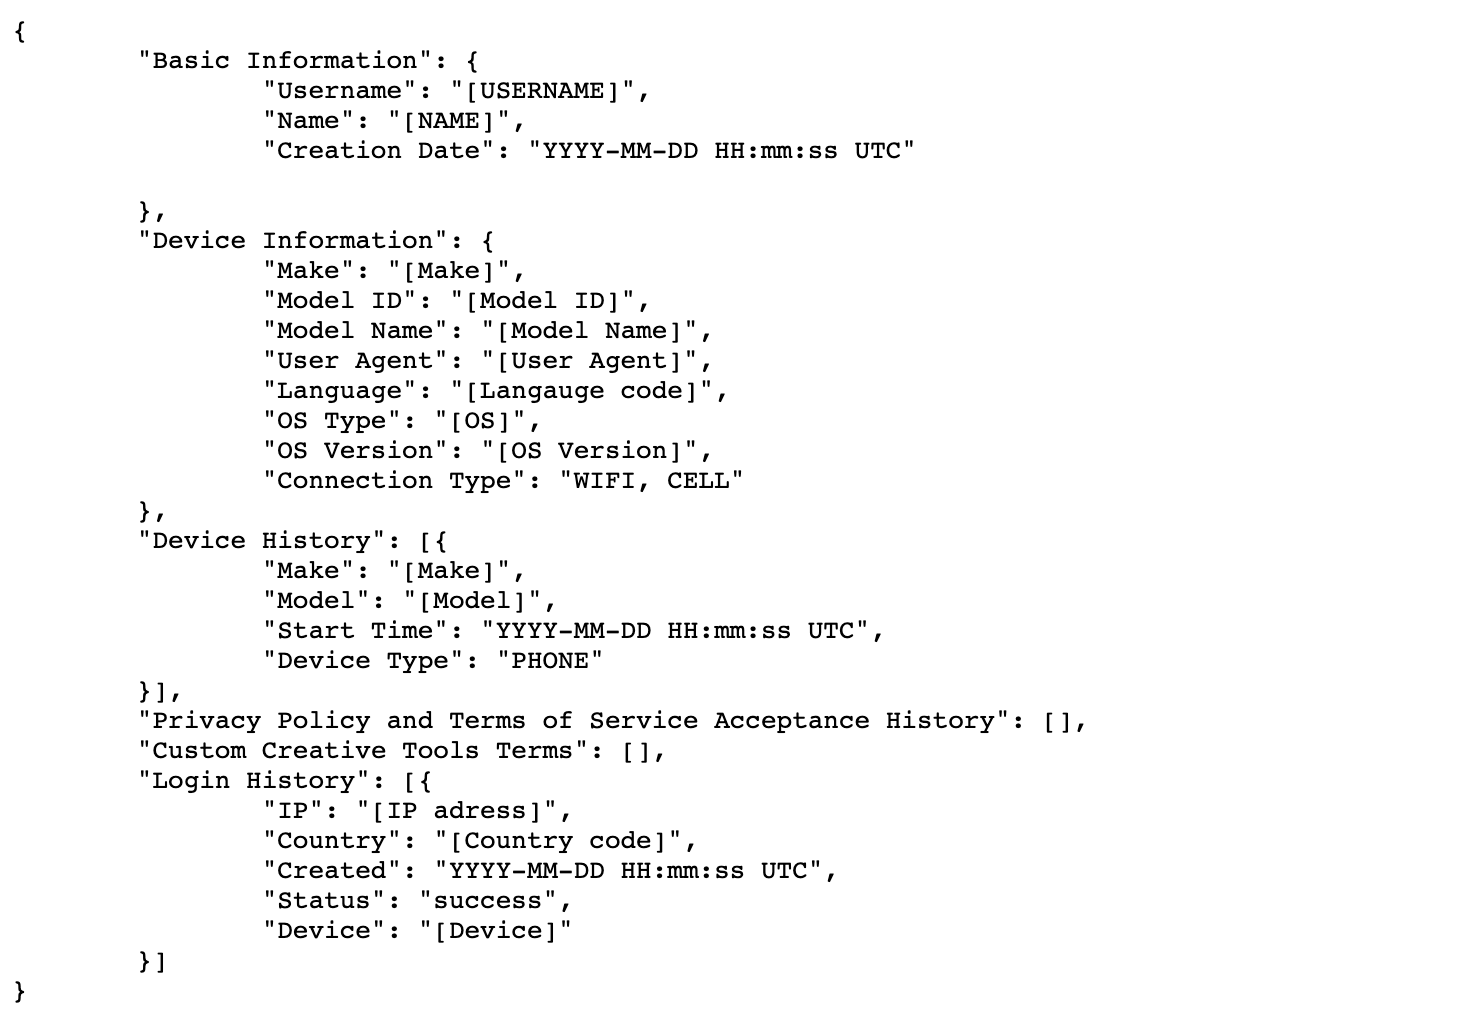 {
"Basic Information": {
"Username": "[USERNAME]",
"Name": "[NAME]",
"Creation Date": "YYYY-MM-DD HH:mm:ss UTC"
},
"Device Information": {
"Make": "[Make]",
"Model ID": "[Model ID]",
"Model Name": "[Model Name]",
"User Agent": "[User Agent]",
"Language": "[Langauge code]",
"OS Type": "[OS]",
"OS Version": "[OS Version]",
"Connection Type": "WIFI, CELL"
},
"Device History": [{
"Make": "[Make]",
"Model": "[Model]",
"Start Time": "YYYY-MM-DD HH:mm:ss UTC",
"Device Type": "PHONE"
}],
"Privacy Policy and Terms of Service Acceptance History": [],
"Custom Creative Tools Terms": [],
"Login History": [{
"IP": "[IP adress]",
"Country": "[Country code]",
"Created": "YYYY-MM-DD HH:mm:ss UTC",
"Status": "success",
"Device": "[Device]"
}]
}